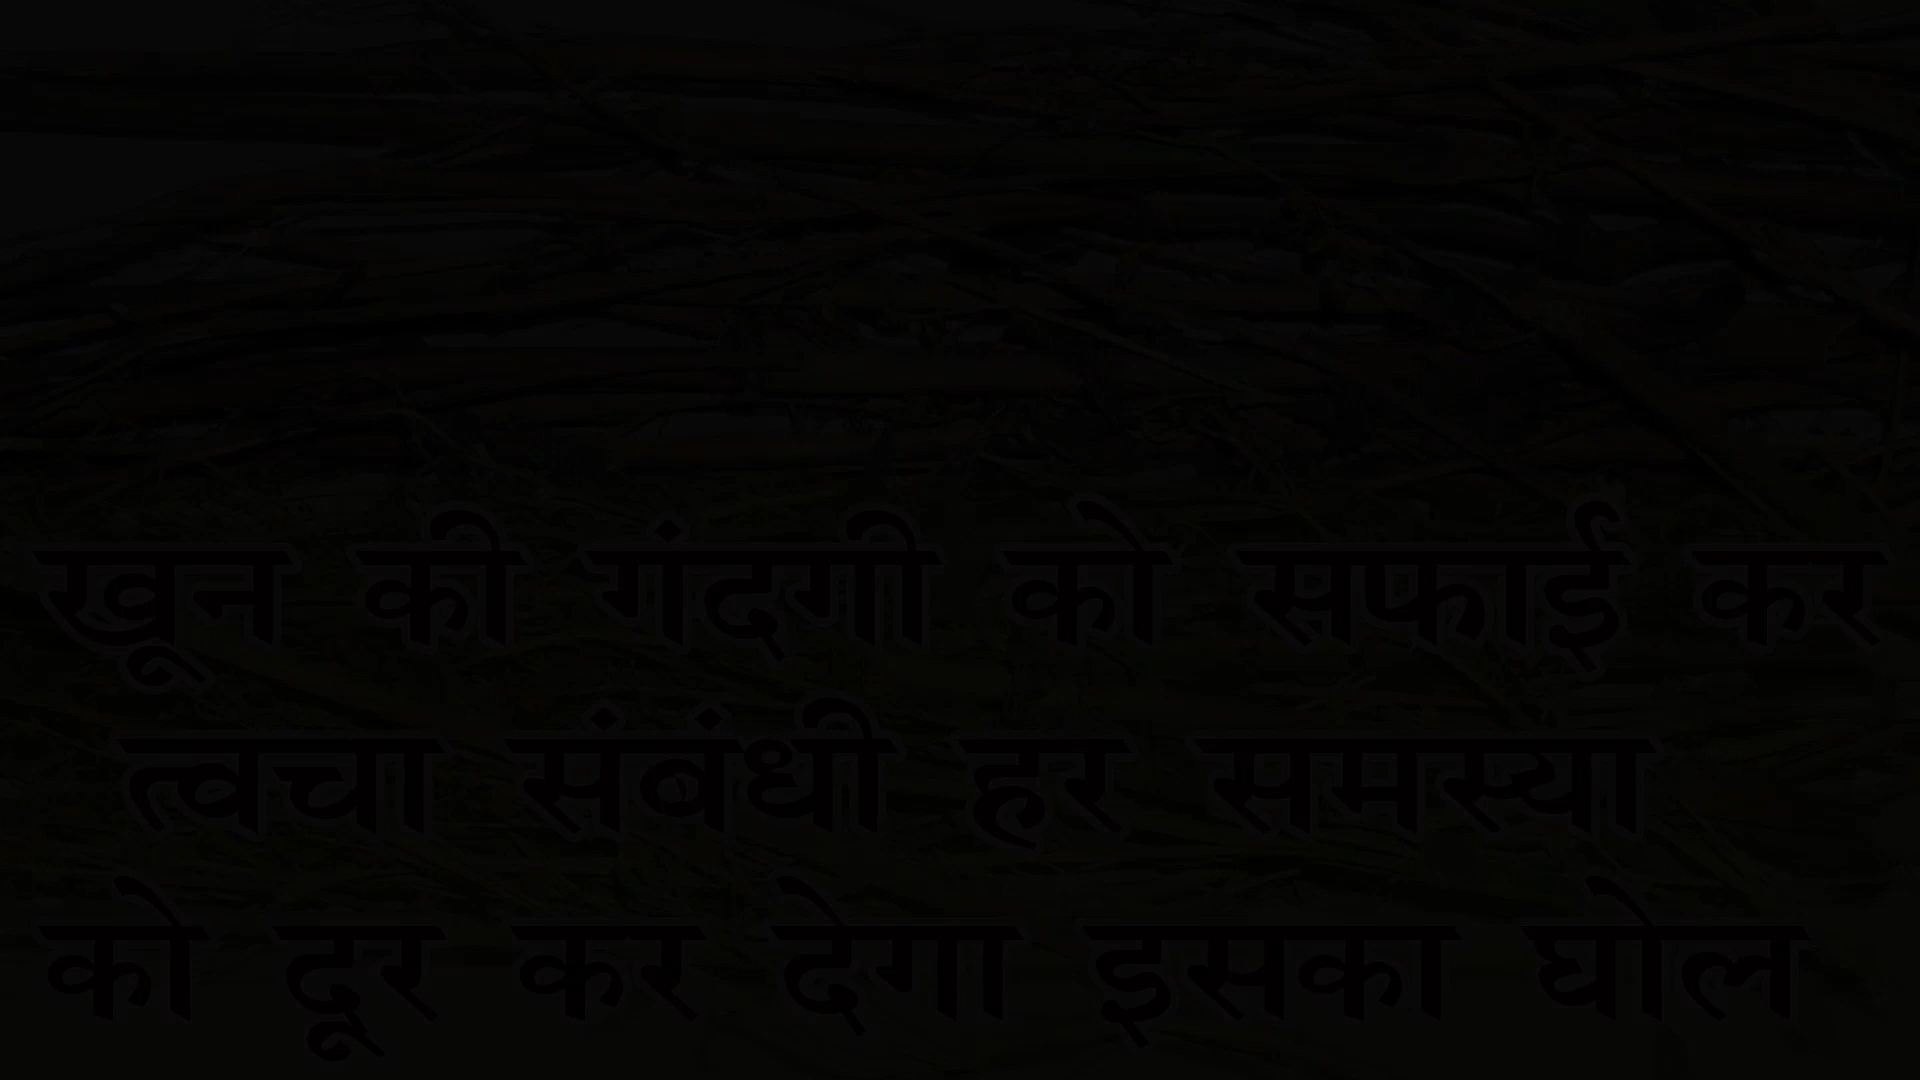 खून की गंदगी को सफाई कर
त्वचा संबंधी हर समस्या
को दूर कर देगा इसका घोल